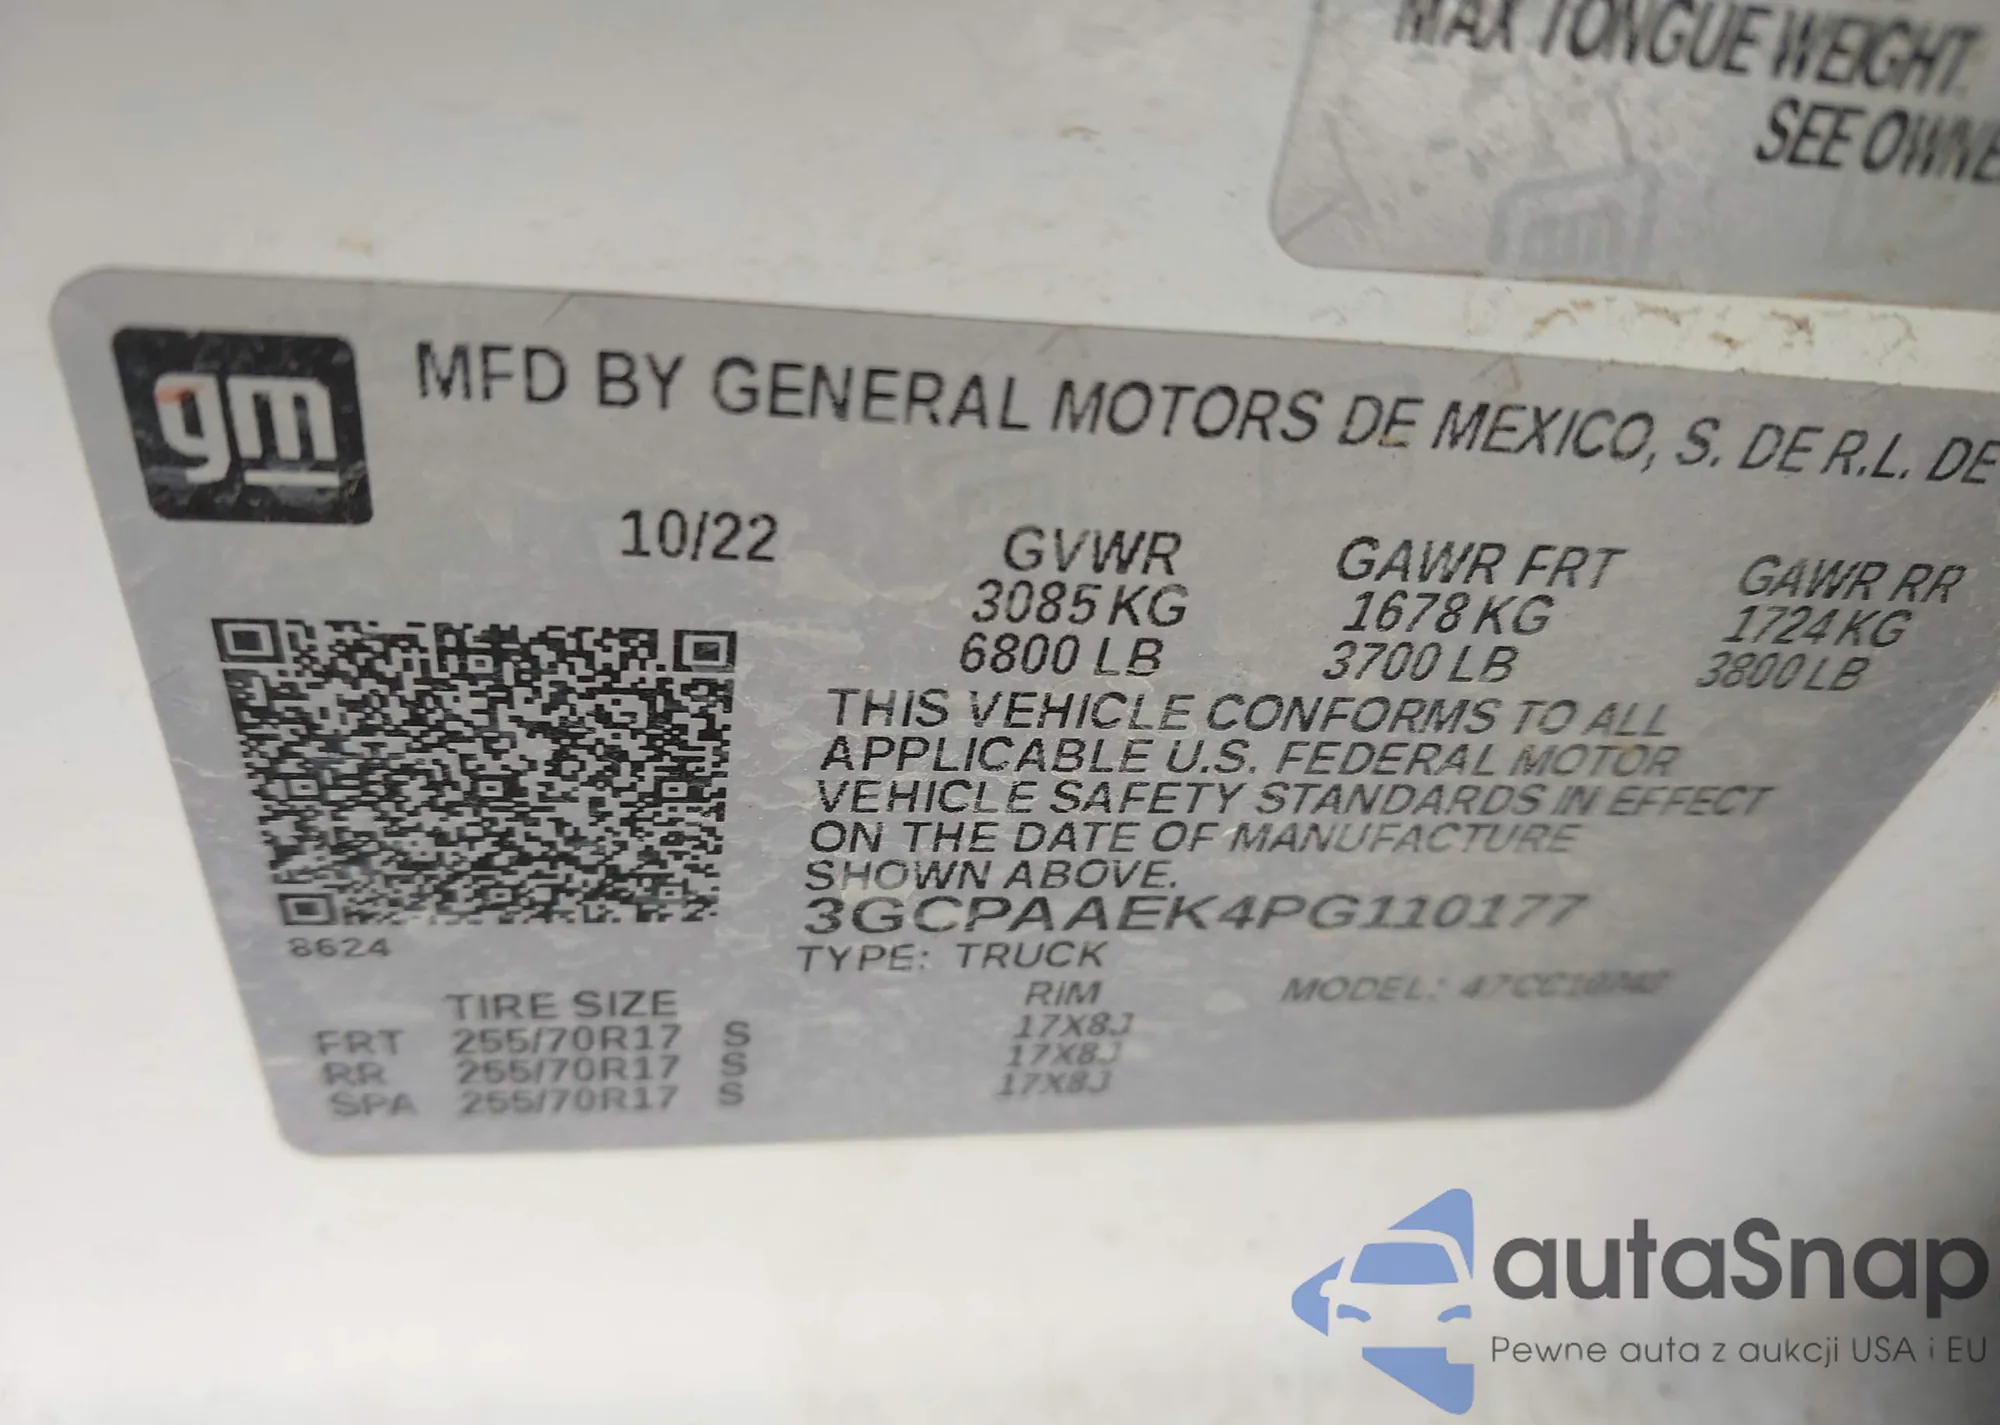 MAX TONGUE WEIGHT
SEE OWNE
gm
MFD BY GENERAL MOTORS DE MEXICO, S. DE R.L. DE
10/22 GVWR GAWR FRT GAWR RR
3085 KG 1678 KG 1724 KG
6800 LB 3700 LB 3800 LB
THIS VEHICLE CONFORMS TO ALL
APPLICABLE U.S. FEDERAL MOTOR
VEHICLE SAFETY STANDARDS IN EFFECT
ON THE DATE OF MANUFACTURE
SHOWN ABOVE.
3GCPAAEK4PG110177
8624
TYPE: TRUCK
TIRE SIZE RIM MODEL:
FRT 255/70R17 S 17X8J
RR 255/70R17 S 17X8J
SPA 255/70R17 S 17X8J
autoSnap
Pewne auta z aukcji USA i EU